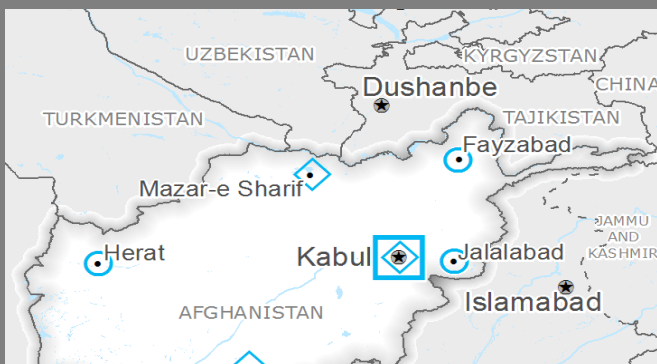 UZBEKISTAN
KYRGYZSTAN
CHINA
Dushanbe
TURKMENISTAN
TAJIKISTAN
Fayzabad
Mazar-e Sharif
JAMMU
AND
KASHMIR
Herat
Kabul
Jalalabad
Islamabad
AFGHANISTAN